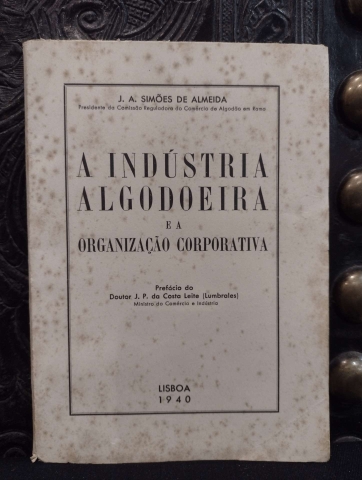 J. A. SIMÕES DE ALMEIDA
Presidente da Comissão Reguladora do Comércio de Algodão em Rama
A INDÚSTRIA
ALGODOEIRA
E A
ORGANIZAÇÃO CORPORATIVA
Prefácio do
Doutor J. P. da Costa Leite (Lumbrales)
Ministro do Comércio e Indústria
LISBOA
1940